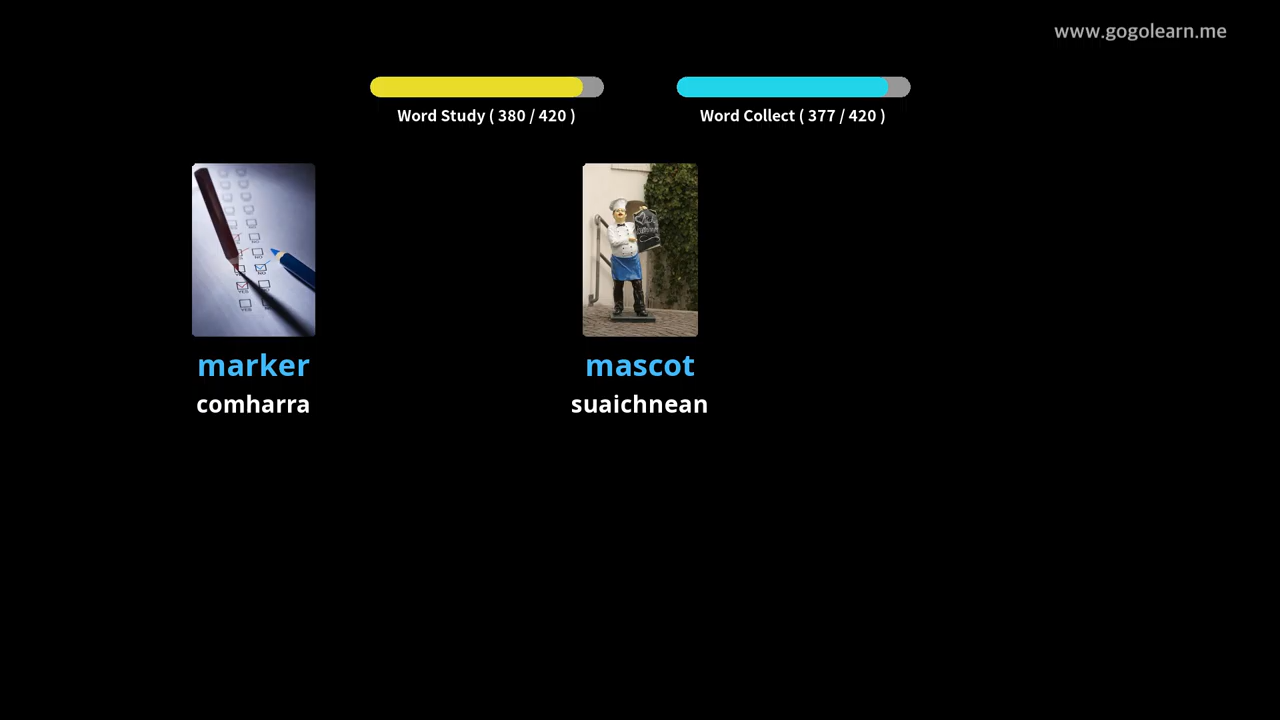 www.gogolearn.me
Word Study ( 380 / 420 )
Word Collect ( 377 / 420 )
marker
mascot
comharra
suaichnean